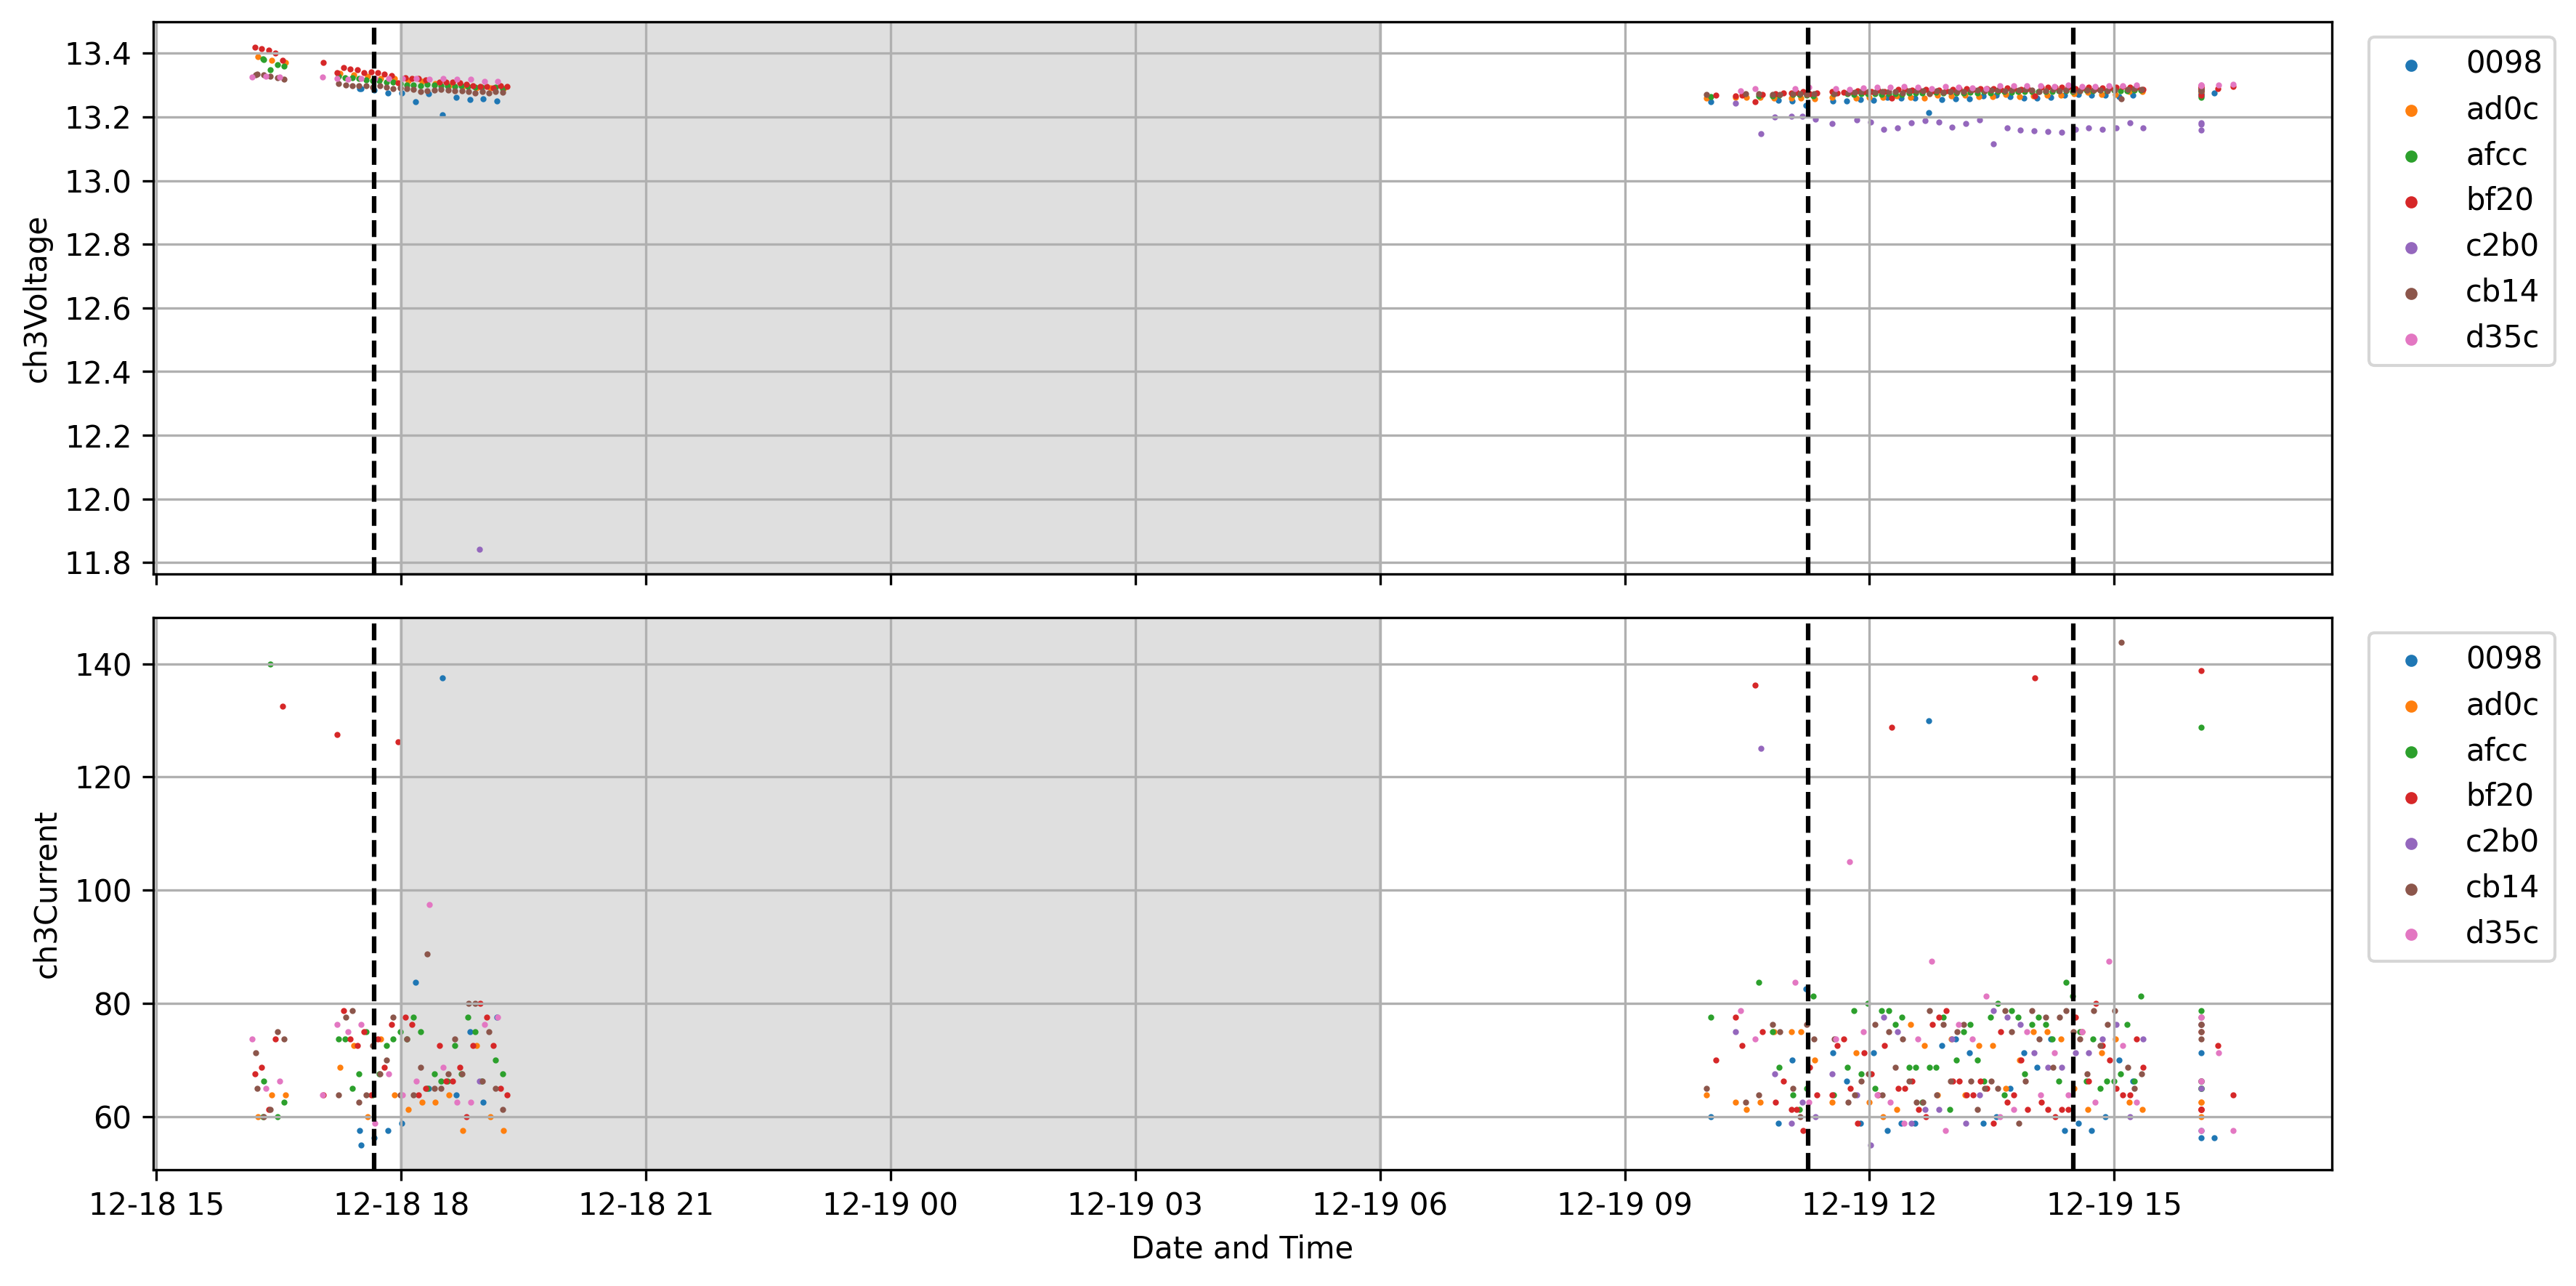 ch3Voltage
13.4
13.2
13.0
12.8
12.6
12.4
12.2
12.0
11.8
0098
ad0c
afcc
bf20
c2b0
cb14
d35c
ch3Current
140
120
100
80
60
0098
ad0c
afcc
bf20
c2b0
cb14
d35c
12-18 15 12-18 18 12-18 21 12-19 00 12-19 03 12-19 06 12-19 09 12-19 12 12-19 15
Date and Time